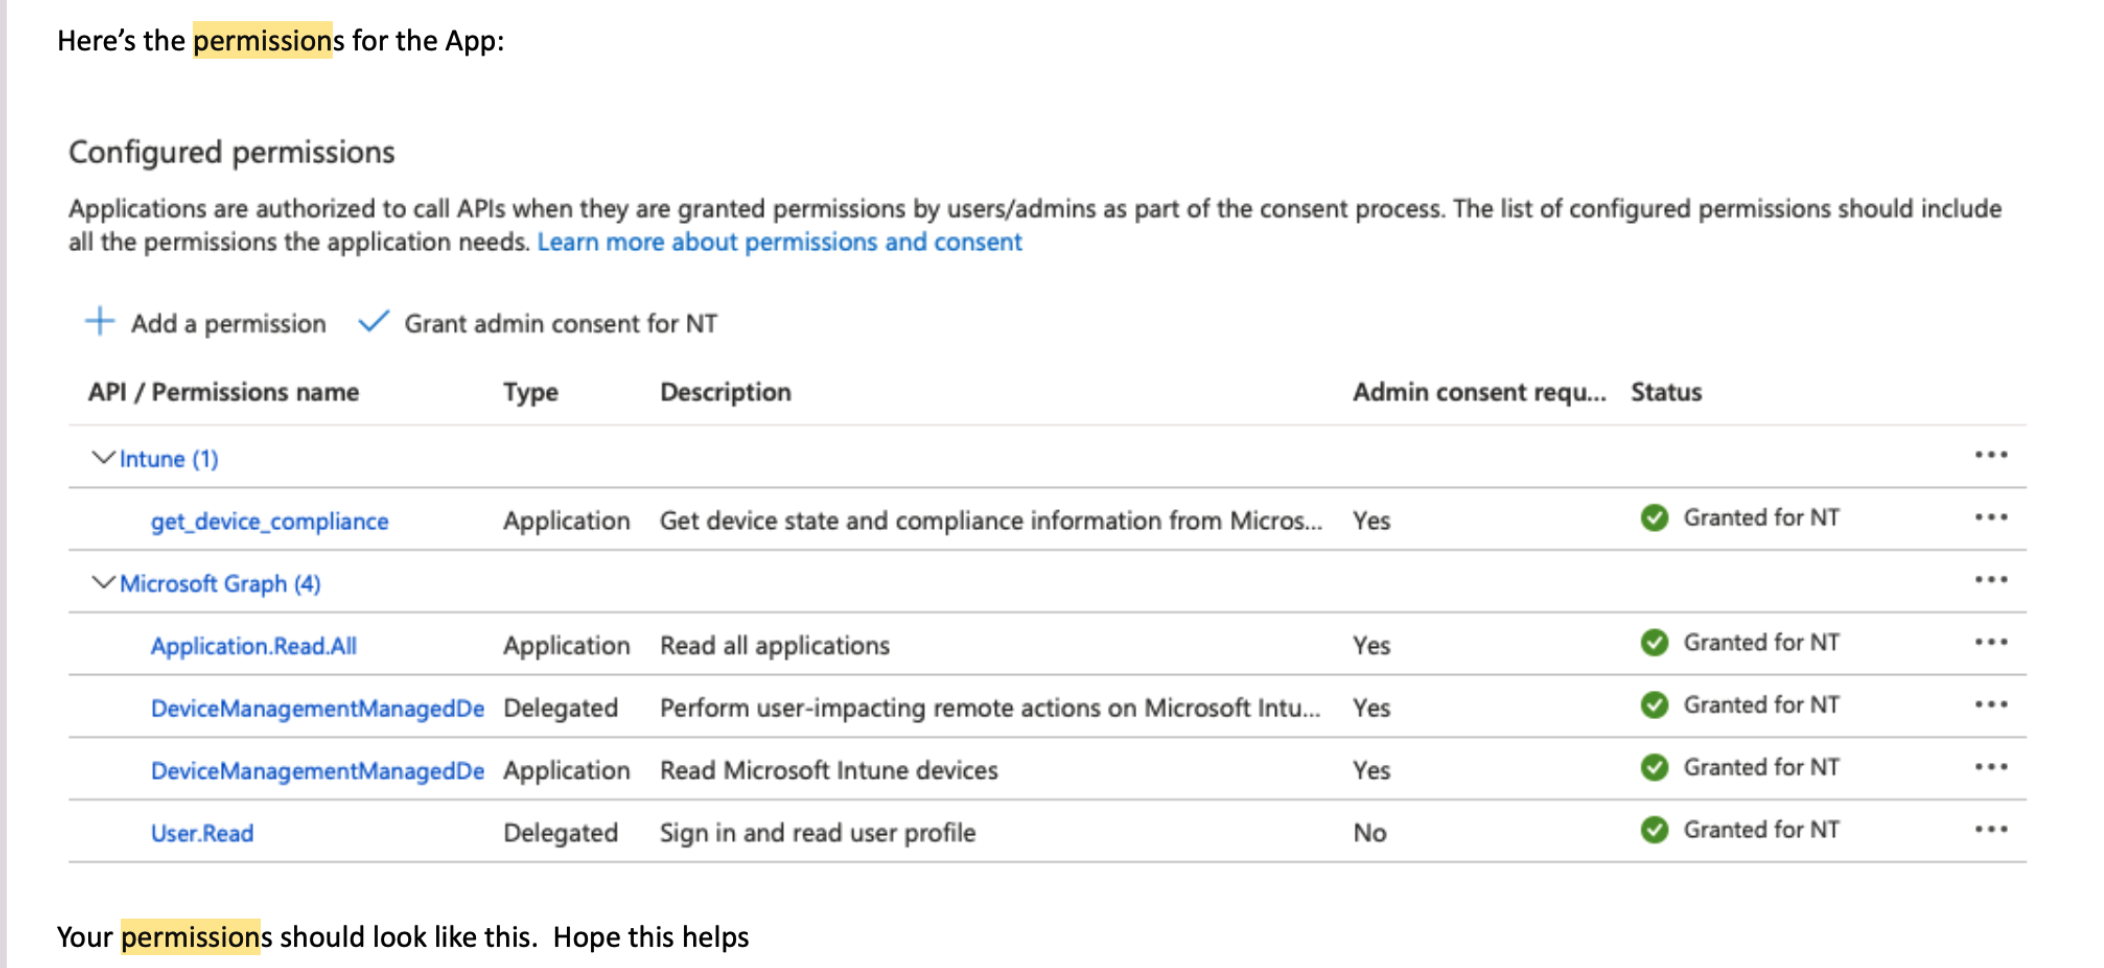 Here’s the permissions for the App:
Configured permissions
Applications are authorized to call APIs when they are granted permissions by users/admins as part of the consent process. The list of configured permissions should include
all the permissions the application needs. Learn more about permissions and consent
Add a permission Grant admin consent for NT
API / Permissions name Type Description Admin consent requ... Status
Intune (1)
get_device_compliance Application Get device state and compliance information from Micros... Yes Granted for NT
Microsoft Graph (4)
Application.Read.All Application Read all applications Yes Granted for NT
DeviceManagementManagedDe Delegated Perform user-impacting remote actions on Microsoft Intu... Yes Granted for NT
DeviceManagementManagedDe Application Read Microsoft Intune devices Yes Granted for NT
User.Read Delegated Sign in and read user profile No Granted for NT
Your permissions should look like this.  Hope this helps